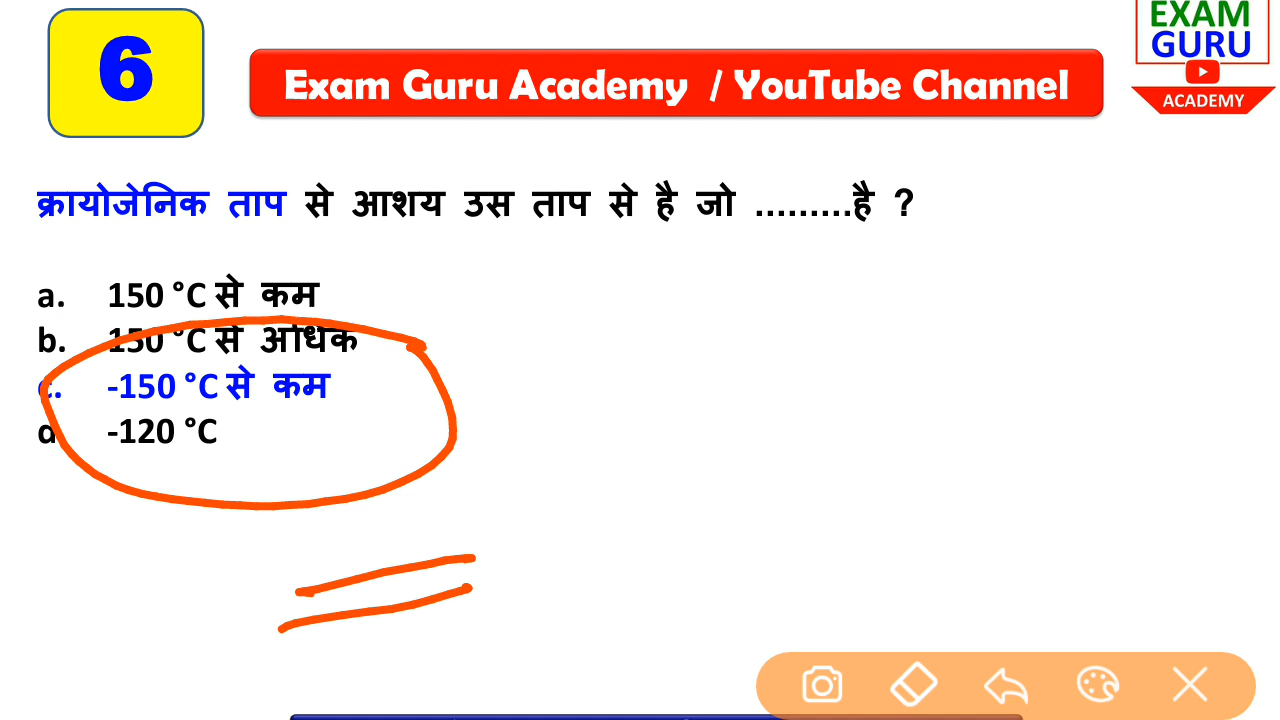 6
Exam Guru Academy / YouTube Channel
EXAM
GURU
ACADEMY
क्रायोजेनिक ताप से आशय उस ताप से है जो .........है ?
a. 150 °C से कम
b. 150 °C से अधिक
c. -150 °C से कम
d -120 °C